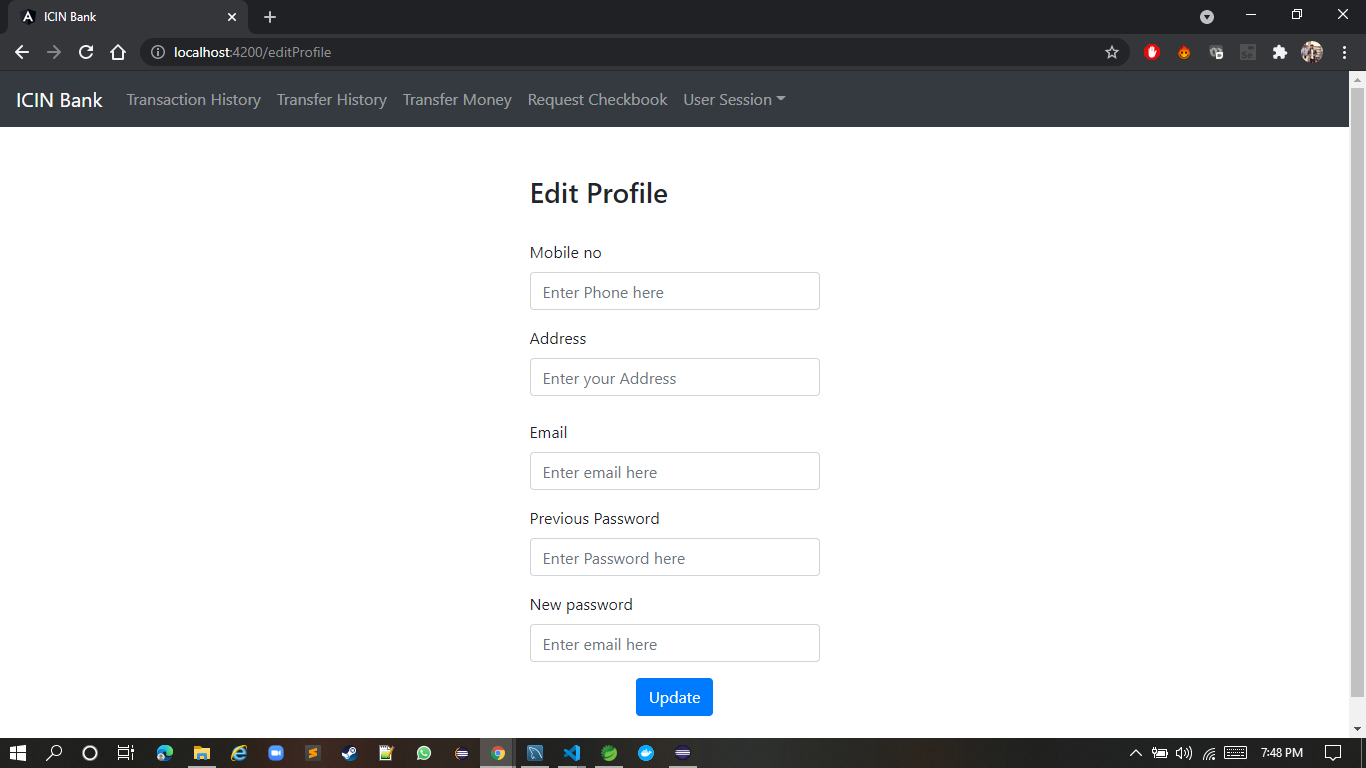 ICIN Bank
localhost:4200/editProfile
ICIN Bank Transaction History Transfer History Transfer Money Request Checkbook User Session
Edit Profile
Mobile no
Enter Phone here
Address
Enter your Address
Email
Enter email here
Previous Password
Enter Password here
New password
Enter email here
Update
7:48 PM